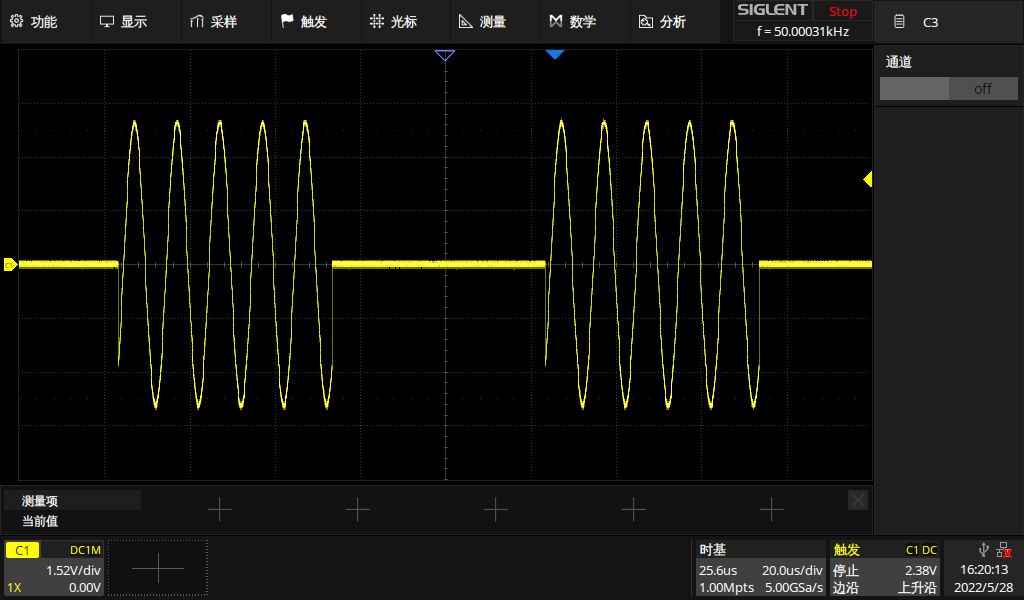 功能 显示 采样 触发 光标 测量 数学 分析 SIGLENT Stop
f = 50.00031kHz
C3
通道
off
C1
测量项
当前值
C1 DC1M
1.52V/div
1X 0.00V
时基
25.6us 20.0us/div
1.00Mpts 5.00GSa/s
触发 C1 DC
停止 2.38V
边沿 上升沿
16:20:13
2022/5/28